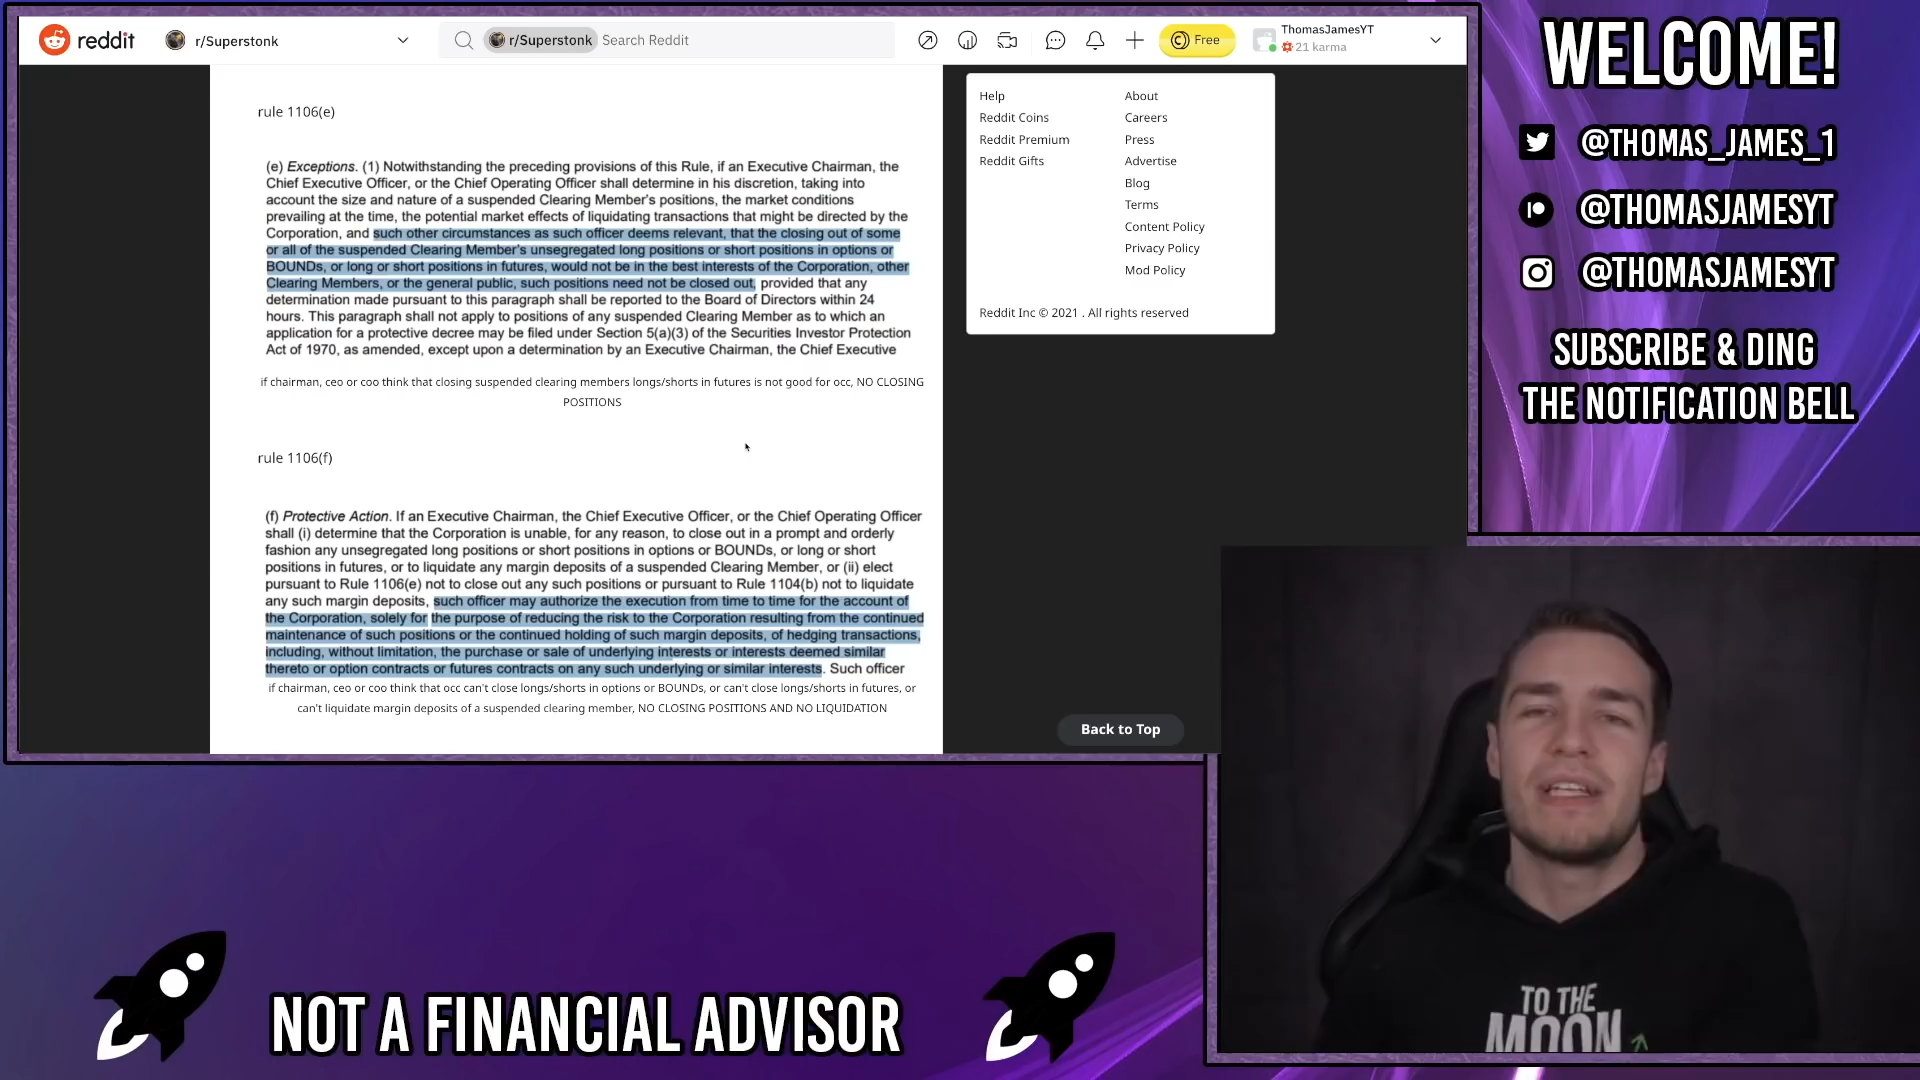 reddit
r/Superstonk
r/Superstonk Search Reddit
Free
ThomasJamesYT
21 karma
rule 1106(e)
(e) Exceptions. (1) Notwithstanding the preceding provisions of this Rule, if an Executive Chairman, the
Chief Executive Officer, or the Chief Operating Officer shall determine in his discretion, taking into
account the size and nature of a suspended Clearing Member's positions, the market conditions
prevailing at the time, the potential market effects of liquidating transactions that might be directed by the
Corporation, and such other circumstances as such officer deems relevant, that the closing out of some
or all of the suspended Clearing Member's unsegregated long positions or short positions in options or
BOUNDs, or long or short positions in futures, would not be in the best interests of the Corporation, other
Clearing Members, or the general public, such positions need not be closed out, provided that any
determination made pursuant to this paragraph shall be reported to the Board of Directors within 24
hours. This paragraph shall not apply to positions of any suspended Clearing Member as to which an
application for a protective decree may be filed under Section 5(a)(3) of the Securities Investor Protection
Act of 1970, as amended, except upon a determination by an Executive Chairman, the Chief Executive
if chairman, ceo or coo think that closing suspended clearing members longs/shorts in futures is not good for occ, NO CLOSING
POSITIONS
rule 1106(f)
(f) Protective Action. If an Executive Chairman, the Chief Executive Officer, or the Chief Operating Officer
shall (i) determine that the Corporation is unable, for any reason, to close out in a prompt and orderly
fashion any unsegregated long positions or short positions in options or BOUNDs, or long or short
positions in futures, or to liquidate any margin deposits of a suspended Clearing Member, or (ii) elect
pursuant to Rule 1106(e) not to close out any such positions or pursuant to Rule 1104(b) not to liquidate
any such margin deposits, such officer may authorize the execution from time to time for the account of
the Corporation, solely for the purpose of reducing the risk to the Corporation resulting from the continued
maintenance of such positions or the continued holding of such margin deposits, of hedging transactions,
including, without limitation, the purchase or sale of underlying interests or interests deemed similar
thereto or option contracts or futures contracts on any such underlying or similar interests. Such officer
if chairman, ceo or coo think that occ can't close longs/shorts in options or BOUNDs, or can't close longs/shorts in futures, or
can't liquidate margin deposits of a suspended clearing member, NO CLOSING POSITIONS AND NO LIQUIDATION
Help
Reddit Coins
Reddit Premium
Reddit Gifts
About
Careers
Press
Advertise
Blog
Terms
Content Policy
Privacy Policy
Mod Policy
Reddit Inc © 2021 . All rights reserved
Back to Top
WELCOME!
@THOMAS_JAMES_1
@THOMASJAMESYT
@THOMASJAMESYT
SUBSCRIBE & DING
THE NOTIFICATION BELL
TO THE
MOON
NOT A FINANCIAL ADVISOR